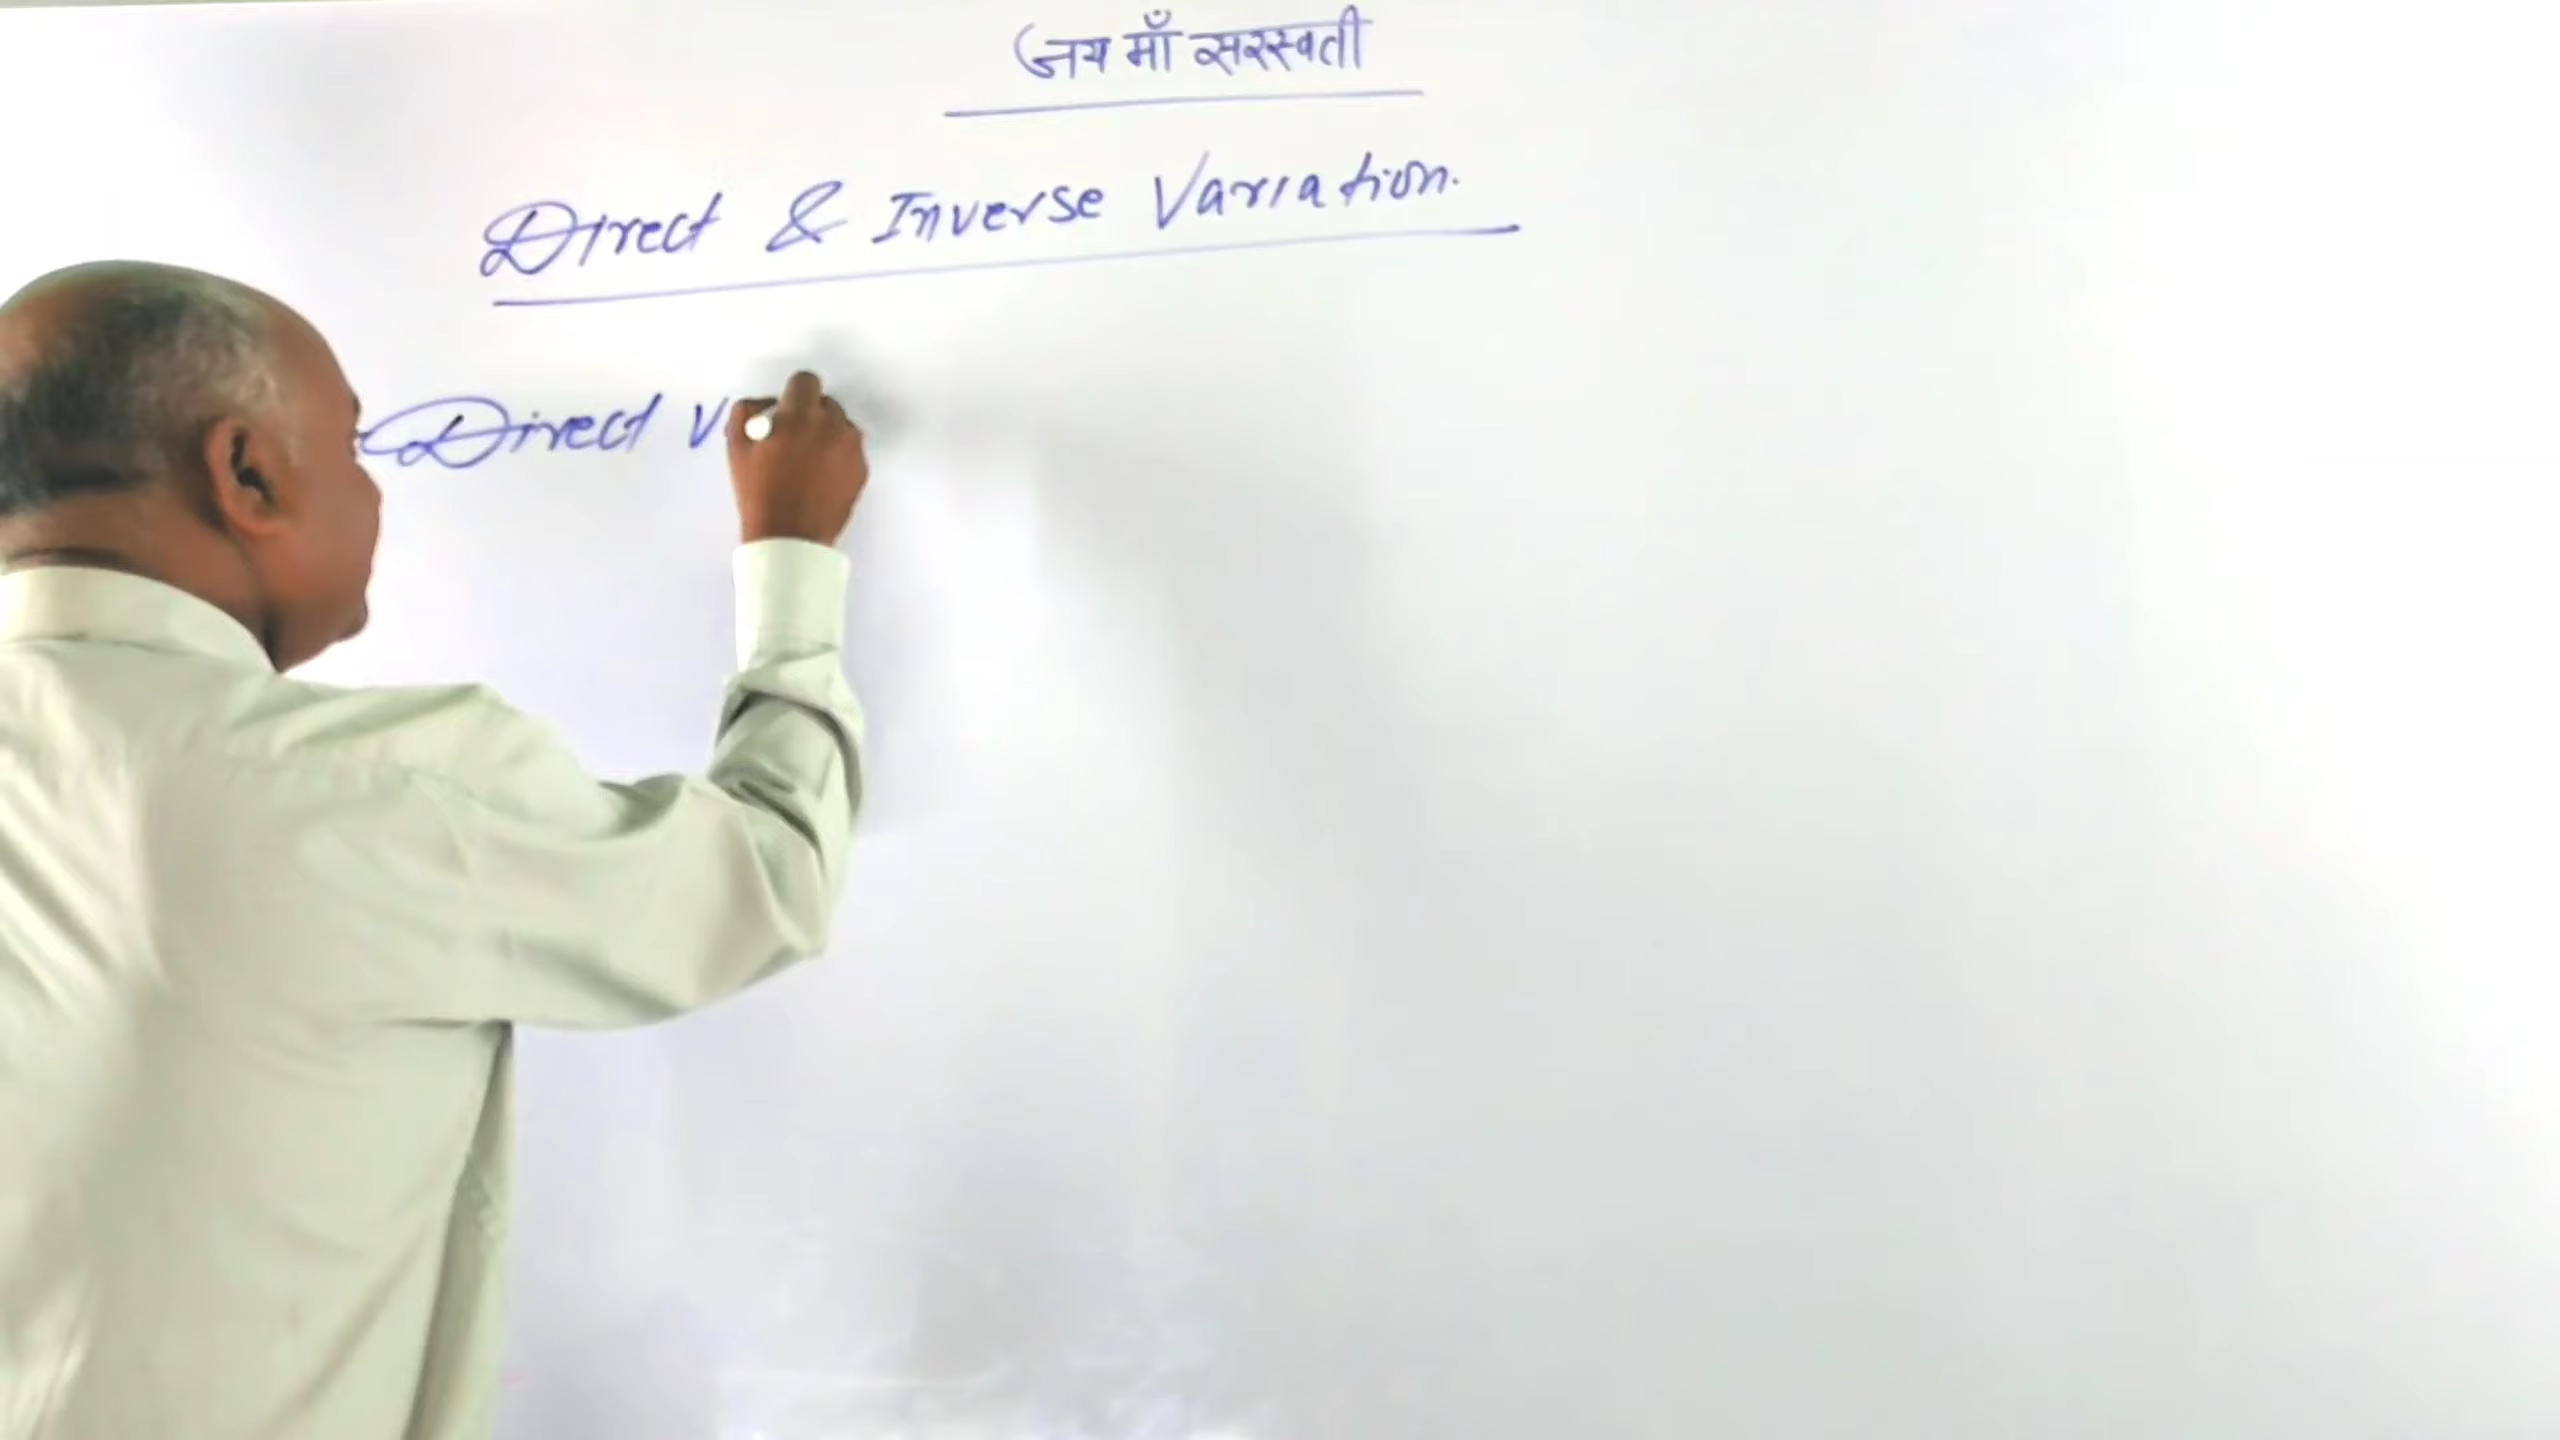 जय माँ सरस्वती
Direct & Inverse Variation.
Direct V